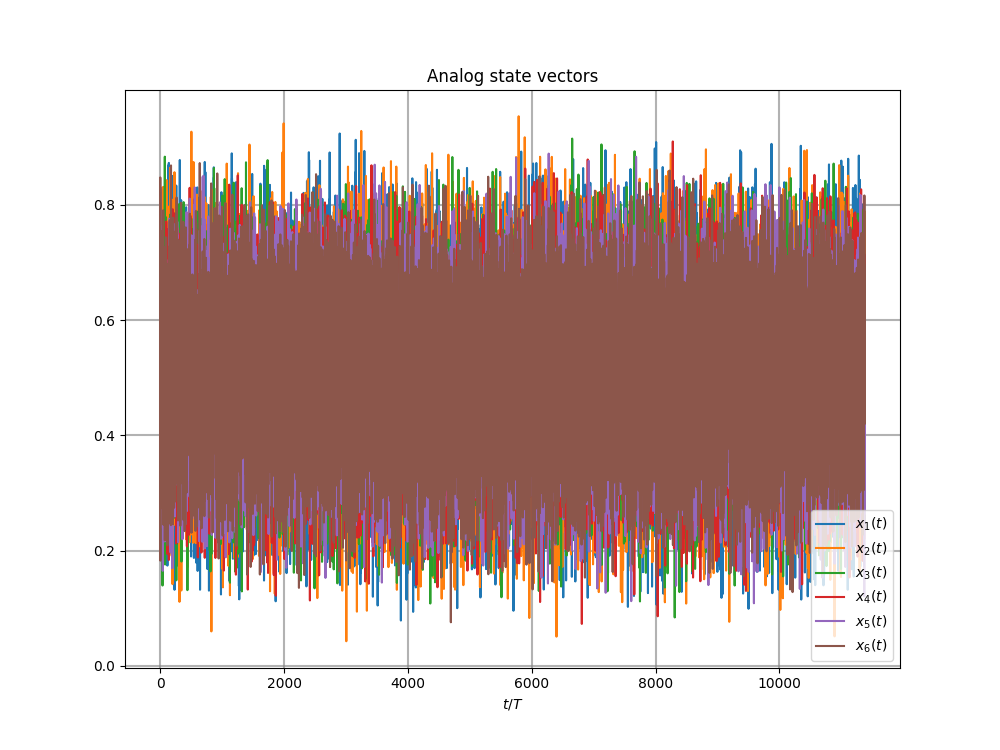 Analog state vectors
0.8
0.6
0.4
0.2
0.0
0 2000 4000 6000 8000 10000
t/T
x₁(t)
x₂(t)
x₃(t)
x₄(t)
x₅(t)
x₆(t)